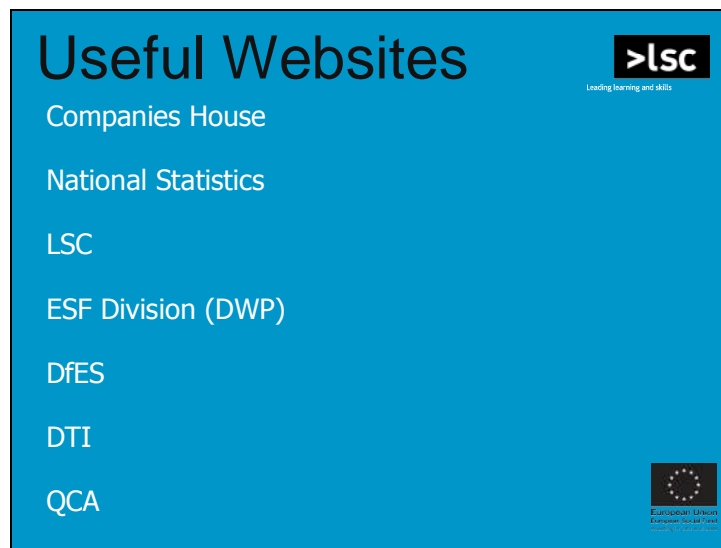 Useful Websites
>lsc
Leading learning and skills
Companies House
National Statistics
LSC
ESF Division (DWP)
DfES
DTI
QCA
European Union
European Social Fund